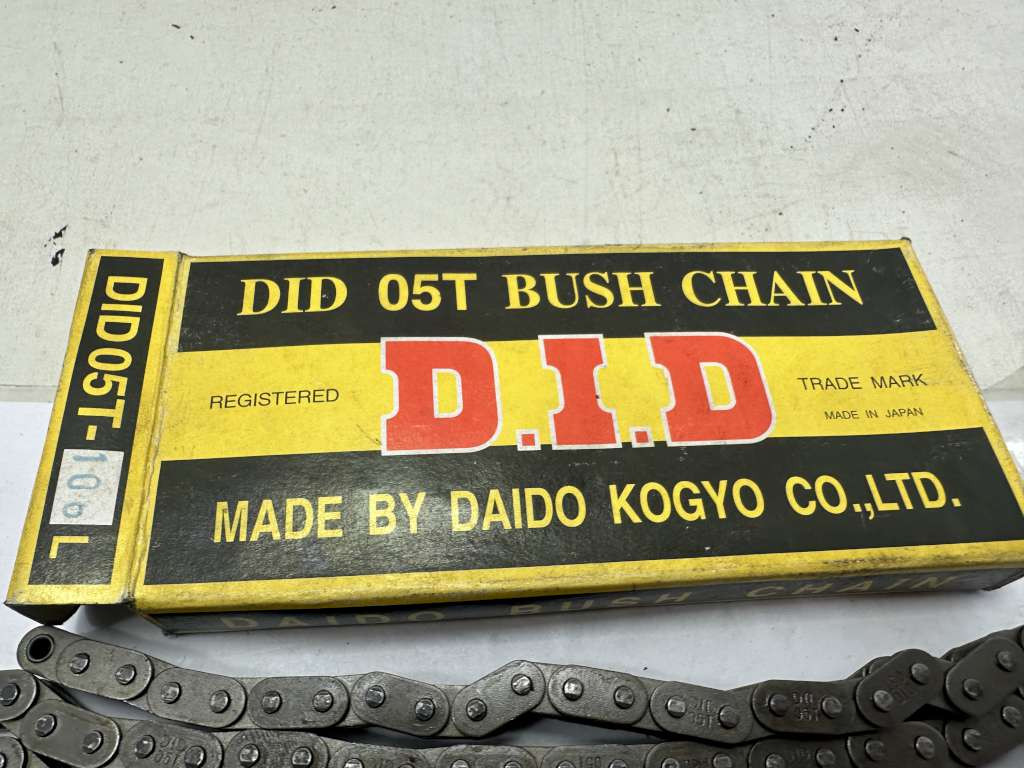 DID 05T BUSH CHAIN
REGISTERED
D.I.D
TRADE MARK
MADE IN JAPAN
MADE BY DAIDO KOGYO CO.,LTD.
DAIDO BUSH CHAIN
DID05T-106 L